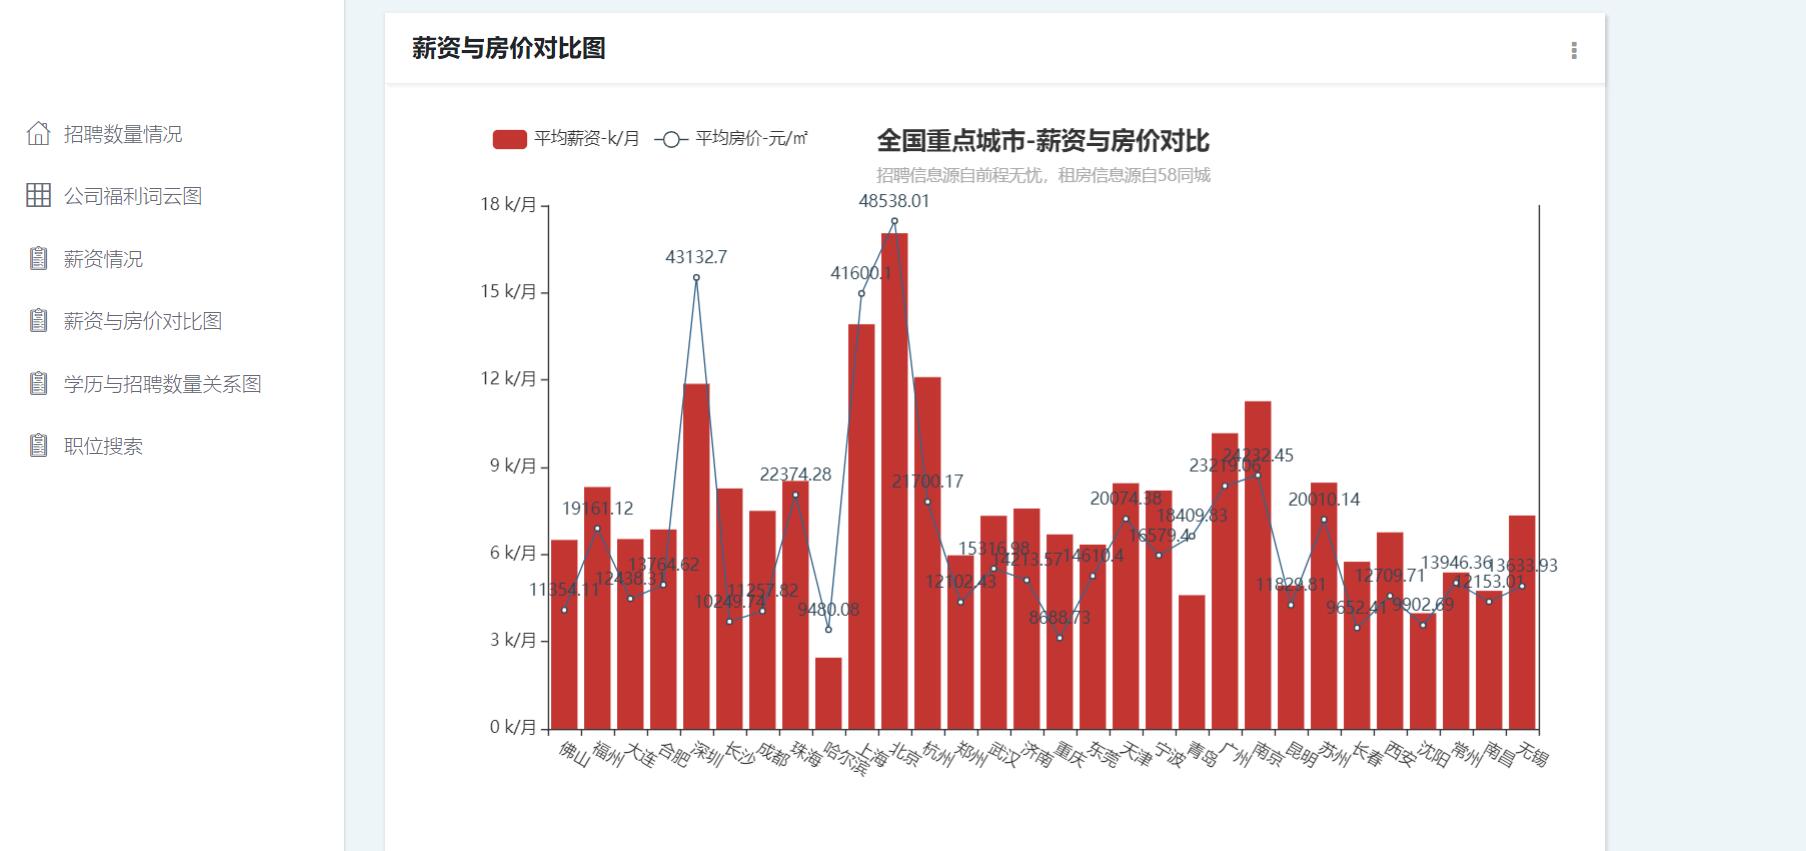 薪资与房价对比图
招聘数量情况
公司福利词云图
薪资情况
薪资与房价对比图
学历与招聘数量关系图
职位搜索
平均薪资-k/月
平均房价-元/㎡
全国重点城市-薪资与房价对比
招聘信息源自前程无忧，租房信息源自58同城
18 k/月
15 k/月
12 k/月
9 k/月
6 k/月
3 k/月
0 k/月
11354.11
19161.12
12438.31
13764.62
43132.7
10249.74
11257.82
22374.28
9480.08
41600.1
48538.01
21700.17
12102.43
15316.98
14213.57
8688.73
14610.4
20074.38
16579.4
18409.83
23219.06
24232.45
11829.81
20010.14
9652.41
12709.71
9902.69
13946.36
12153.01
13633.93
佛山
福州
大连
合肥
深圳
长沙
成都
珠海
哈尔滨
上海
北京
杭州
郑州
武汉
济南
重庆
东莞
天津
宁波
青岛
广州
南京
昆明
苏州
长春
西安
沈阳
常州
南昌
无锡